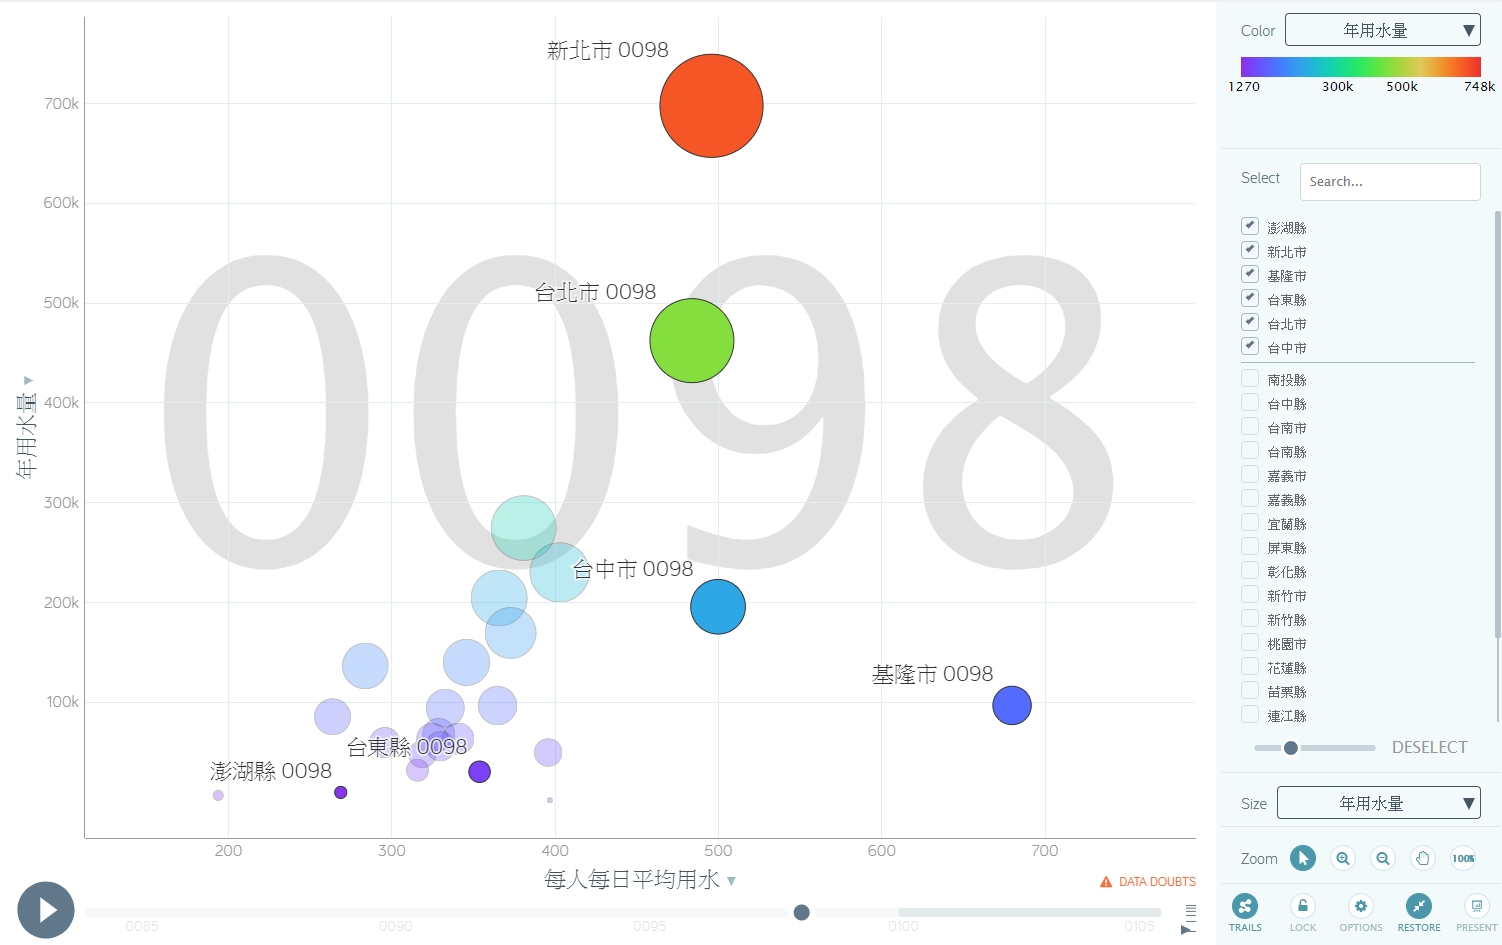 新北市 0098
700k
600k
0098
台北市 0098
500k
年用水量
400k
300k
台中市 0098
200k
基隆市 0098
100k
台東縣 0098
澎湖縣 0098
200 300 400 500 600 700
每人每日平均用水
DATA DOUBTS
0085 0090 0095 0100 0105
Color 年用水量
1270 300k 500k 748k
Select Search...
澎湖縣
新北市
基隆市
台東縣
台北市
台中市
南投縣
台中縣
台南市
台南縣
嘉義市
嘉義縣
宜蘭縣
屏東縣
彰化縣
新竹市
新竹縣
桃園市
花蓮縣
苗栗縣
連江縣
DESELECT
Size 年用水量
Zoom 100%
TRAILS LOCK OPTIONS RESTORE PRESENT